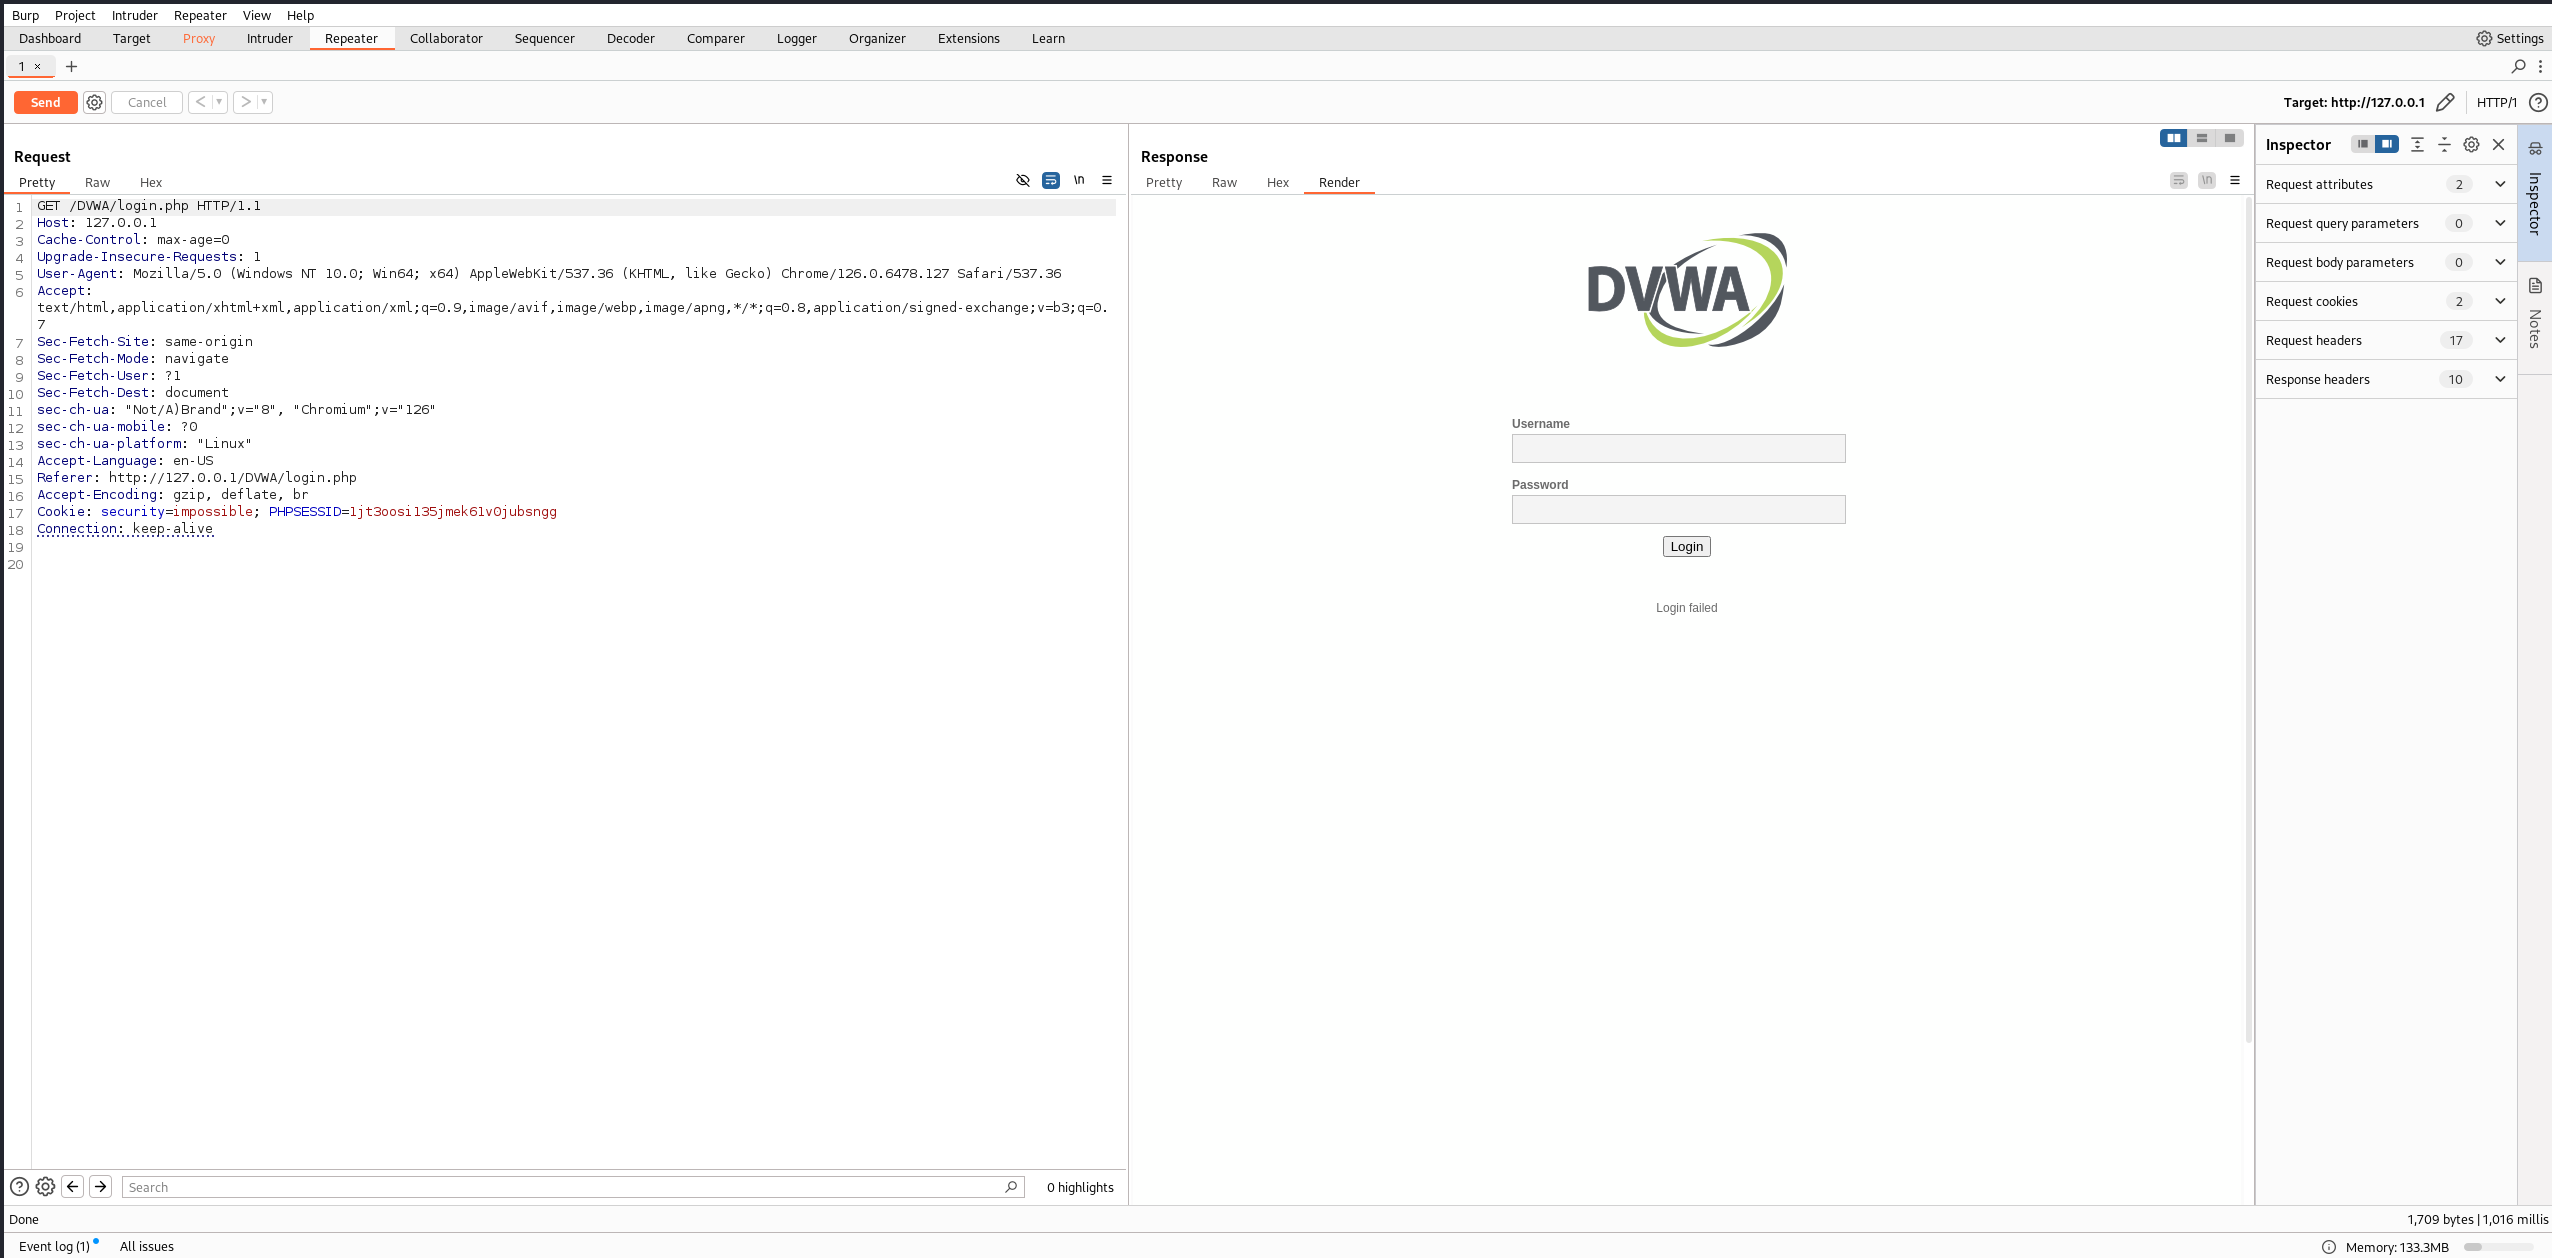 Burp Project Intruder Repeater View Help
Dashboard Target Proxy Intruder Repeater Collaborator Sequencer Decoder Comparer Logger Organizer Extensions Learn Settings
1 × +
Send Cancel < > Target: http://127.0.0.1 HTTP/1 ?
Request
Pretty Raw Hex \n
1 GET /DVWA/login.php HTTP/1.1
2 Host: 127.0.0.1
3 Cache-Control: max-age=0
4 Upgrade-Insecure-Requests: 1
5 User-Agent: Mozilla/5.0 (Windows NT 10.0; Win64; x64) AppleWebKit/537.36 (KHTML, like Gecko) Chrome/126.0.6478.127 Safari/537.36
6 Accept:
text/html,application/xhtml+xml,application/xml;q=0.9,image/avif,image/webp,image/apng,*/*;q=0.8,application/signed-exchange;v=b3;q=0.
7
7 Sec-Fetch-Site: same-origin
8 Sec-Fetch-Mode: navigate
9 Sec-Fetch-User: ?1
10 Sec-Fetch-Dest: document
11 sec-ch-ua: "Not/A)Brand";v="8", "Chromium";v="126"
12 sec-ch-ua-mobile: ?0
13 sec-ch-ua-platform: "Linux"
14 Accept-Language: en-US
15 Referer: http://127.0.0.1/DVWA/login.php
16 Accept-Encoding: gzip, deflate, br
17 Cookie: security=impossible; PHPSESSID=1jt3oosi135jmek61v0jubsngg
18 Connection: keep-alive
19
20
? Search 0 highlights
Response
Pretty Raw Hex Render \n
DVWA
Username
Password
Login
Login failed
Inspector
Request attributes 2
Request query parameters 0
Request body parameters 0
Request cookies 2
Request headers 17
Response headers 10
Inspector
Notes
Done 1,709 bytes | 1,016 millis
Event log (1) All issues Memory: 133.3MB